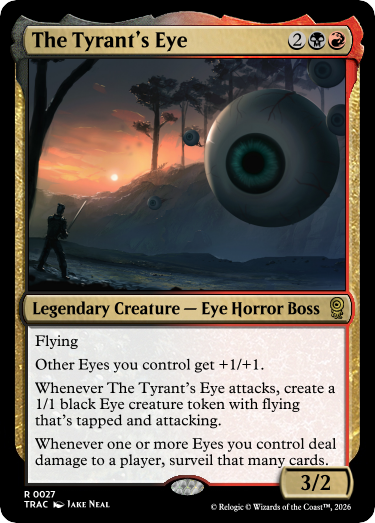 The Tyrant's Eye 2
Legendary Creature — Eye Horror Boss
Flying
Other Eyes you control get +1/+1.
Whenever The Tyrant's Eye attacks, create a
1/1 black Eye creature token with flying
that's tapped and attacking.
Whenever one or more Eyes you control deal
damage to a player, surveil that many cards.
3/2
R 0027
TRAC Jake Neal
© Relogic © Wizards of the Coast™, 2026